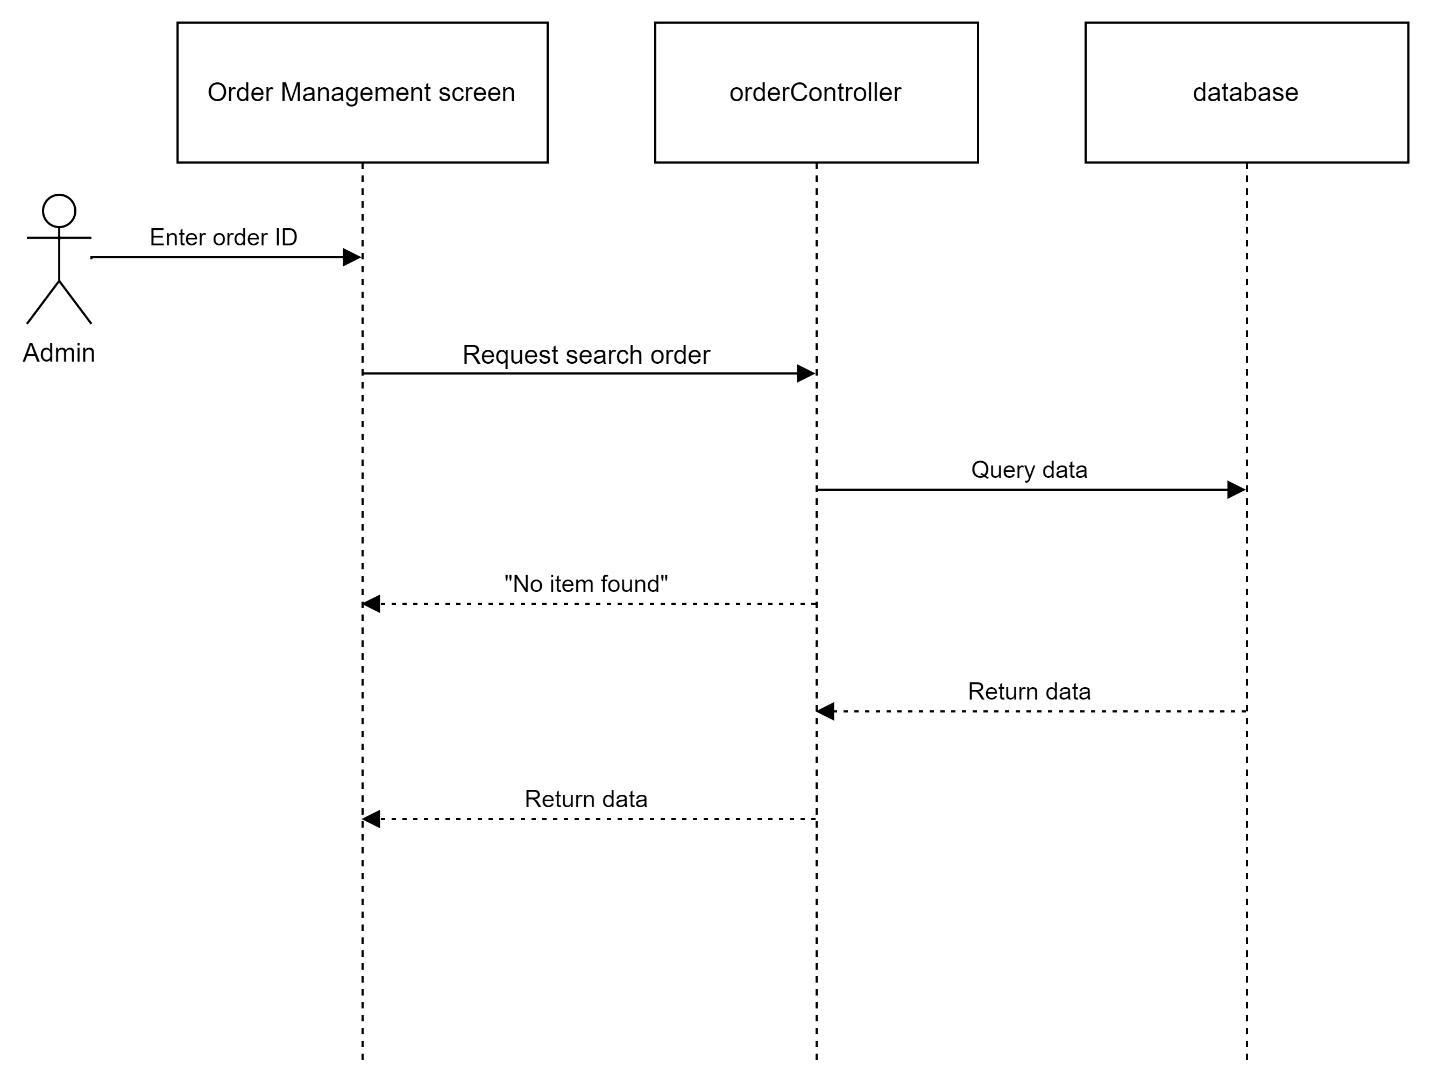 Order Management screen
orderController
database
Enter order ID
Admin
Request search order
Query data
"No item found"
Return data
Return data